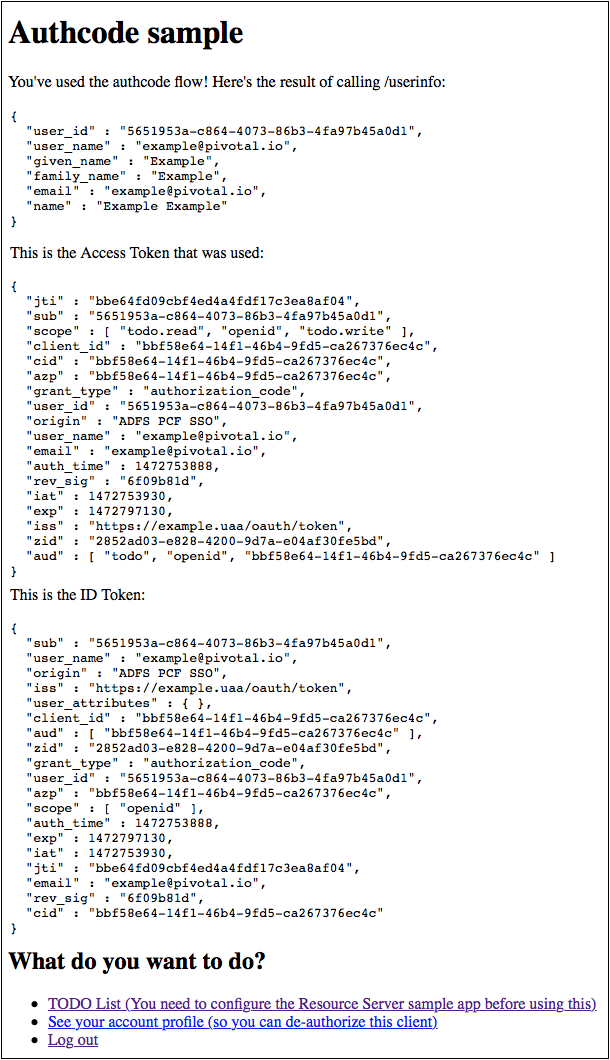 Authcode sample
You've used the authcode flow! Here's the result of calling /userinfo:
{
"user_id" : "5651953a-c864-4073-86b3-4fa97b45a0d1",
"user_name" : "example@pivotal.io",
"given_name" : "Example",
"family_name" : "Example",
"email" : "example@pivotal.io",
"name" : "Example Example"
}
This is the Access Token that was used:
{
"jti" : "bbe64fd09cbf4ed4a4fdf17c3ea8af04",
"sub" : "5651953a-c864-4073-86b3-4fa97b45a0d1",
"scope" : [ "todo.read", "openid", "todo.write" ],
"client_id" : "bbf58e64-14f1-46b4-9fd5-ca267376ec4c",
"cid" : "bbf58e64-14f1-46b4-9fd5-ca267376ec4c",
"azp" : "bbf58e64-14f1-46b4-9fd5-ca267376ec4c",
"grant_type" : "authorization_code",
"user_id" : "5651953a-c864-4073-86b3-4fa97b45a0d1",
"origin" : "ADFS PCF SSO",
"user_name" : "example@pivotal.io",
"email" : "example@pivotal.io",
"auth_time" : 1472753888,
"rev_sig" : "6f09b81d",
"iat" : 1472753930,
"exp" : 1472797130,
"iss" : "https://example.uaa/oauth/token",
"zid" : "2852ad03-e828-4200-9d7a-e04af30fe5bd",
"aud" : [ "todo", "openid", "bbf58e64-14f1-46b4-9fd5-ca267376ec4c" ]
}
This is the ID Token:
{
"sub" : "5651953a-c864-4073-86b3-4fa97b45a0d1",
"user_name" : "example@pivotal.io",
"origin" : "ADFS PCF SSO",
"iss" : "https://example.uaa/oauth/token",
"user_attributes" : { },
"client_id" : "bbf58e64-14f1-46b4-9fd5-ca267376ec4c",
"aud" : [ "bbf58e64-14f1-46b4-9fd5-ca267376ec4c" ],
"zid" : "2852ad03-e828-4200-9d7a-e04af30fe5bd",
"grant_type" : "authorization_code",
"user_id" : "5651953a-c864-4073-86b3-4fa97b45a0d1",
"azp" : "bbf58e64-14f1-46b4-9fd5-ca267376ec4c",
"scope" : [ "openid" ],
"auth_time" : 1472753888,
"exp" : 1472797130,
"iat" : 1472753930,
"jti" : "bbe64fd09cbf4ed4a4fdf17c3ea8af04",
"email" : "example@pivotal.io",
"rev_sig" : "6f09b81d",
"cid" : "bbf58e64-14f1-46b4-9fd5-ca267376ec4c"
}
What do you want to do?
• TODO List (You need to configure the Resource Server sample app before using this)
• See your account profile (so you can de-authorize this client)
• Log out